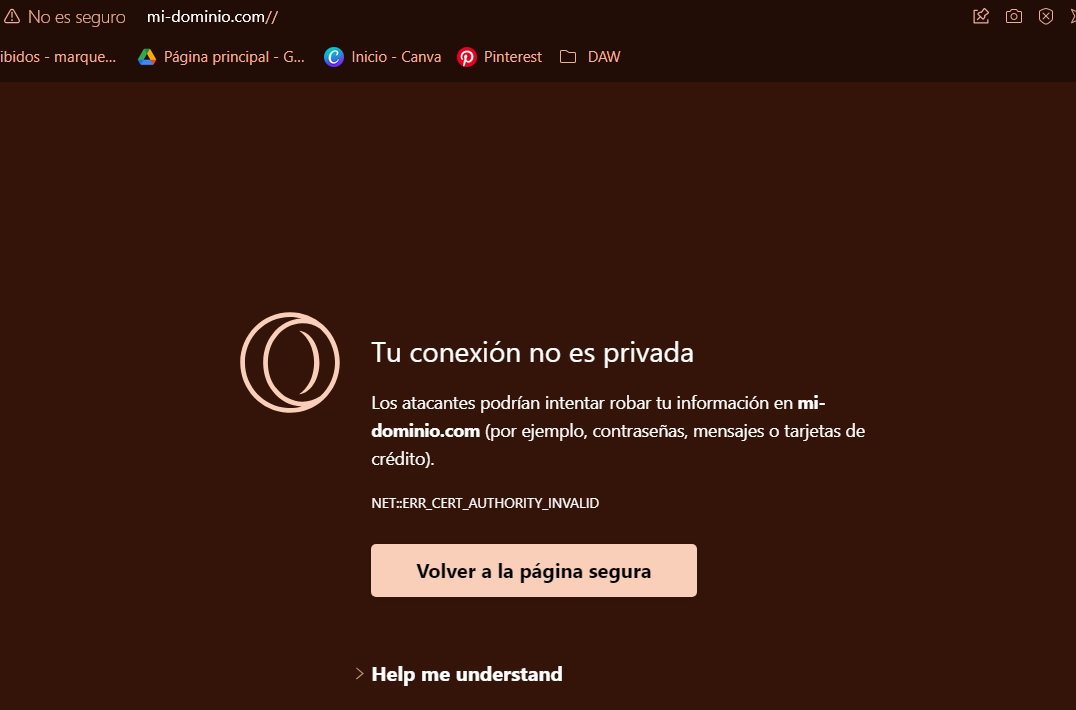 No es seguro mi-dominio.com//
ibidos - marque... Página principal - G... Inicio - Canva Pinterest DAW
Tu conexión no es privada
Los atacantes podrían intentar robar tu información en mi-
dominio.com (por ejemplo, contraseñas, mensajes o tarjetas de
crédito).
NET::ERR_CERT_AUTHORITY_INVALID
Volver a la página segura
Help me understand